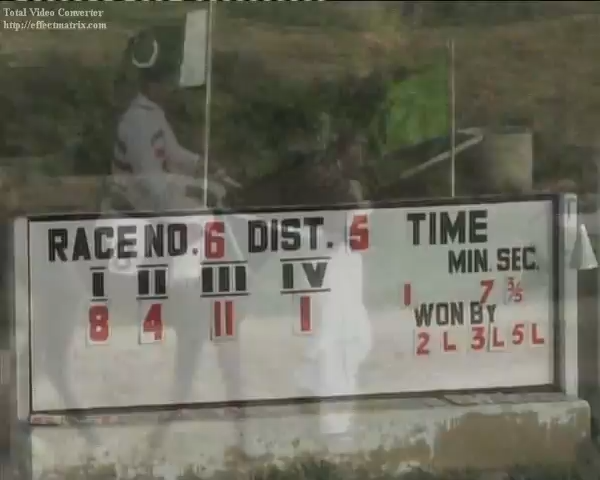 Total Video Converter
http://effectmatrix.com
RACE NO. 6 DIST. 5 TIME
MIN. SEC.
I II III IV
1 7 3/5
8 4 11 1
WON BY
2 L 3 L 5 L